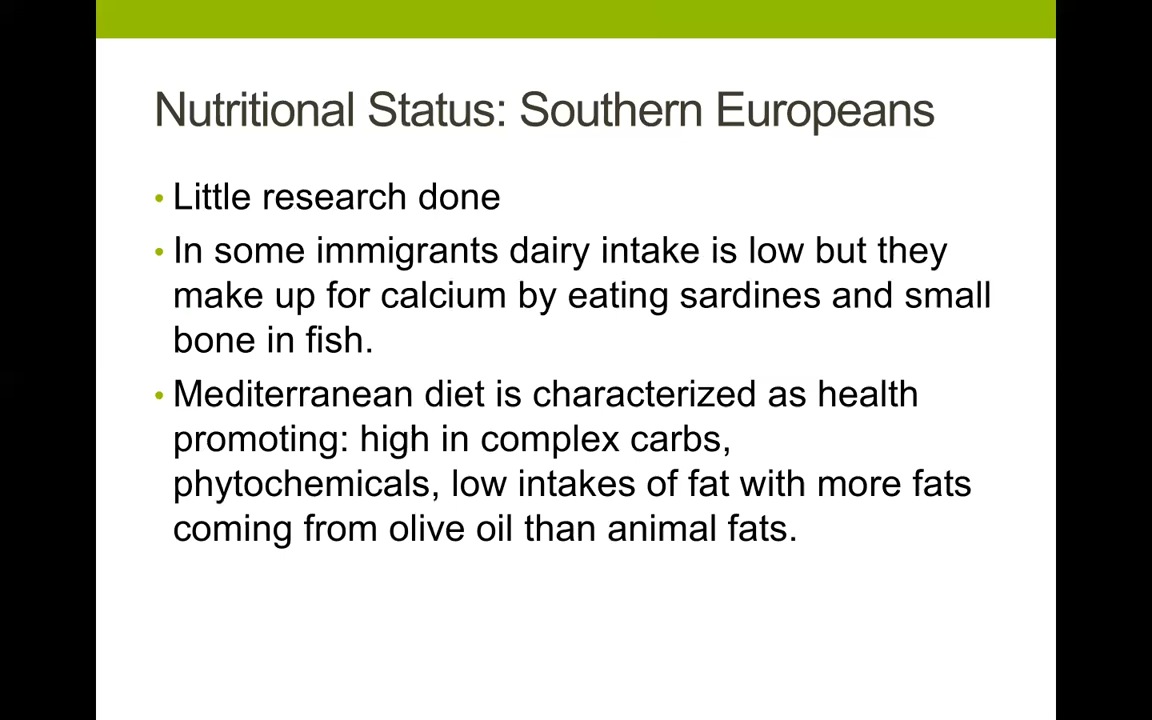 Nutritional Status: Southern Europeans
• Little research done
• In some immigrants dairy intake is low but they
make up for calcium by eating sardines and small
bone in fish.
• Mediterranean diet is characterized as health
promoting: high in complex carbs,
phytochemicals, low intakes of fat with more fats
coming from olive oil than animal fats.